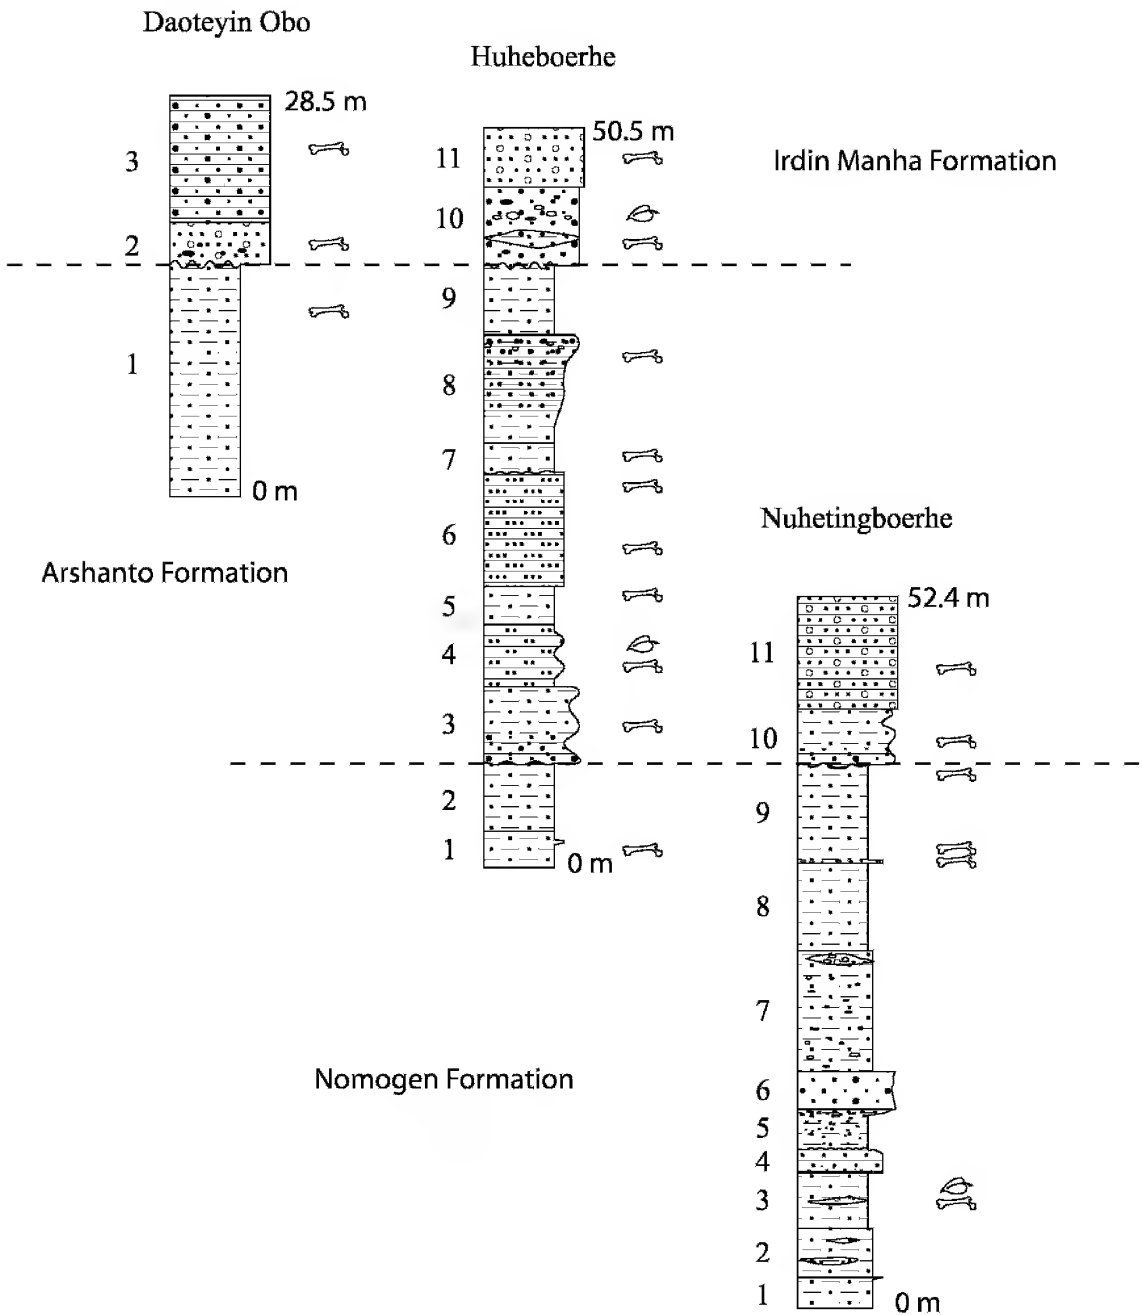 Daoteyin Obo
Huheboerhe
28.5 m
50.5 m
3
11
Irdin Manha Formation
10
2
9
1
8
7
0 m
6
Nuhetingboerhe
Arshanto Formation
5
52.4 m
4
11
3
10
2
9
1
0 m
8
7
Nomogen Formation
6
5
4
3
2
1
0 m